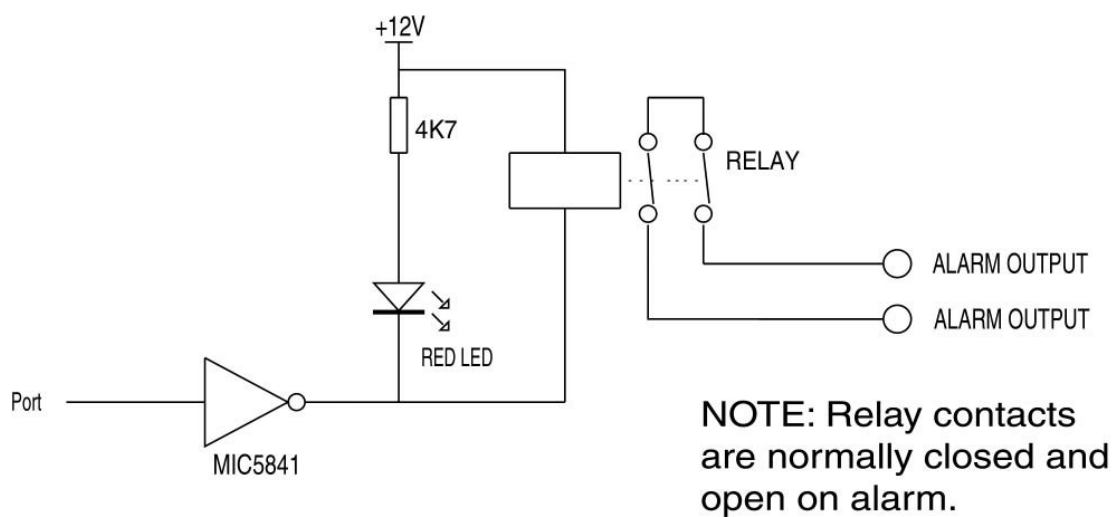 +12V
4K7
RELAY
ALARM OUTPUT
ALARM OUTPUT
RED LED
Port
MIC5841
NOTE: Relay contacts
are normally closed and
open on alarm.